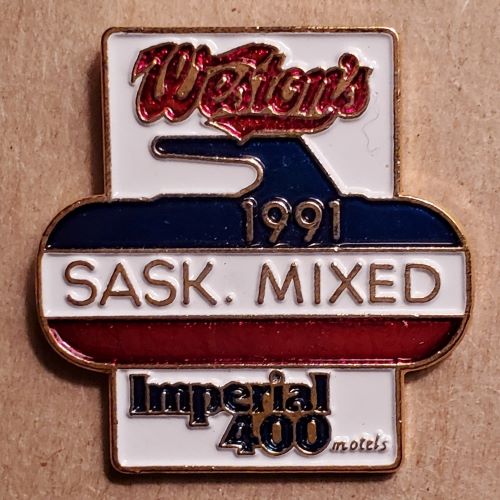 Weston's
1991
SASK. MIXED
Imperial
400 motels